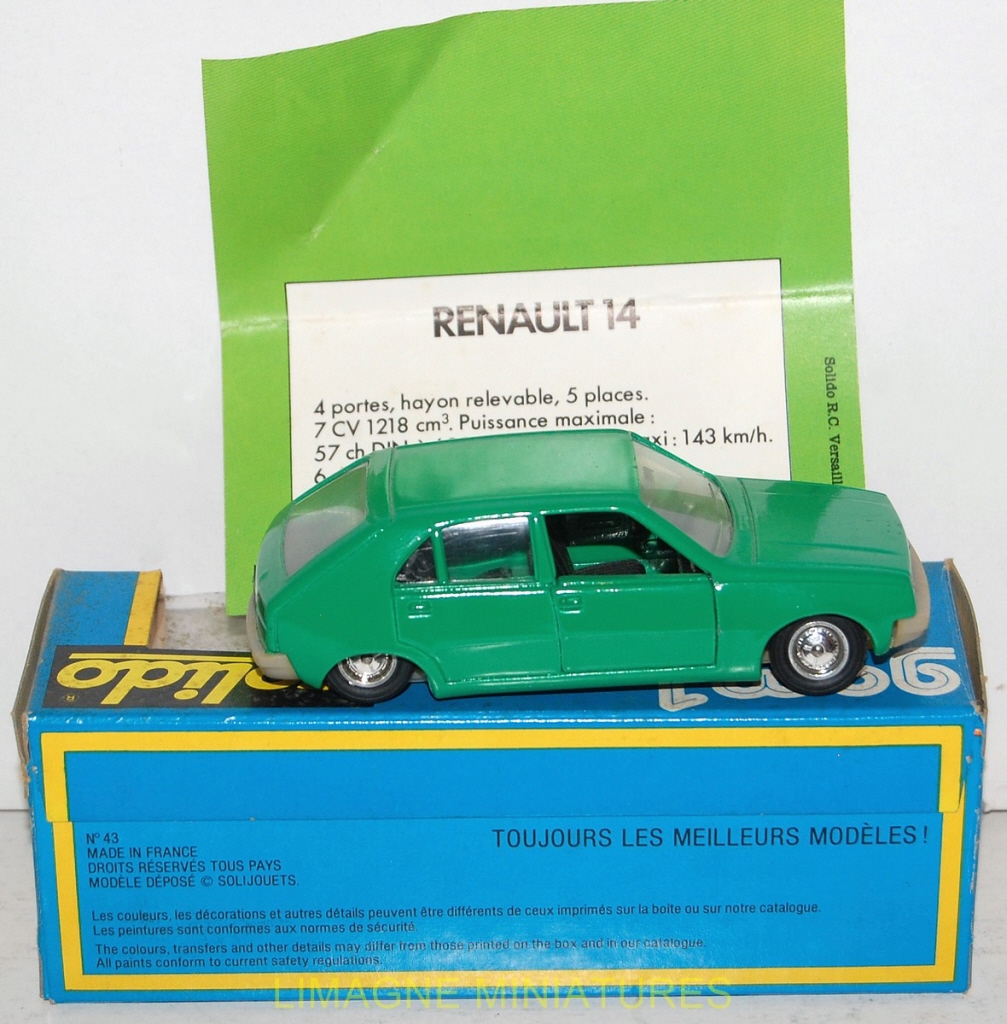 RENAULT 14
4 portes, hayon relevable, 5 places.
7 CV 1218 cm³. Puissance maximale :
57 ch DIN : 143 km/h.
6
Solido R.C. Versaill
solido
Nº 43
MADE IN FRANCE
DROITS RÉSERVÉS TOUS PAYS
MODÈLE DÉPOSÉ © SOLIJOUETS.
TOUJOURS LES MEILLEURS MODÈLES !
Les couleurs, les décorations et autres détails peuvent être différents de ceux imprimés sur la boîte ou sur notre catalogue.
Les peintures sont conformes aux normes de sécurité.
The colours, transfers and other details may differ from those printed on the box and in our catalogue.
All paints conform to current safety regulations.
LIMAGNE MINIATURES